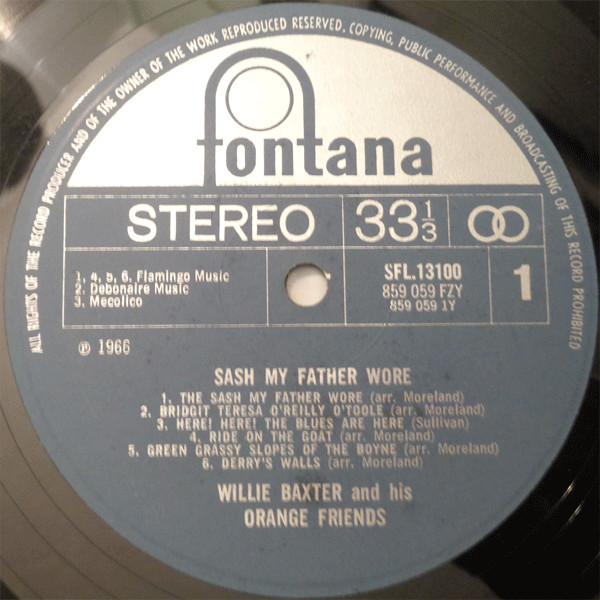 ALL RIGHTS OF THE RECORD PRODUCER AND OF THE OWNER OF THE WORK REPRODUCED RESERVED. COPYING, PUBLIC PERFORMANCE AND BROADCASTING OF THIS RECORD PROHIBITED
fontana
STEREO 33 1/3
1, 4, 5, 6. Flamingo Music
2. Debonaire Music
3. Mecolico
SFL.13100
859 059 FZY
859 059 1Y
1
℗ 1966
SASH MY FATHER WORE
1. THE SASH MY FATHER WORE (arr. Moreland)
2. BRIDGIT TERESA O'REILLY O'TOOLE (arr. Moreland)
3. HERE! HERE! THE BLUES ARE HERE (Sullivan)
4. RIDE ON THE GOAT (arr. Moreland)
5. GREEN GRASSY SLOPES OF THE BOYNE (arr. Moreland)
6. DERRY'S WALLS (arr. Moreland)
WILLIE BAXTER and his
ORANGE FRIENDS